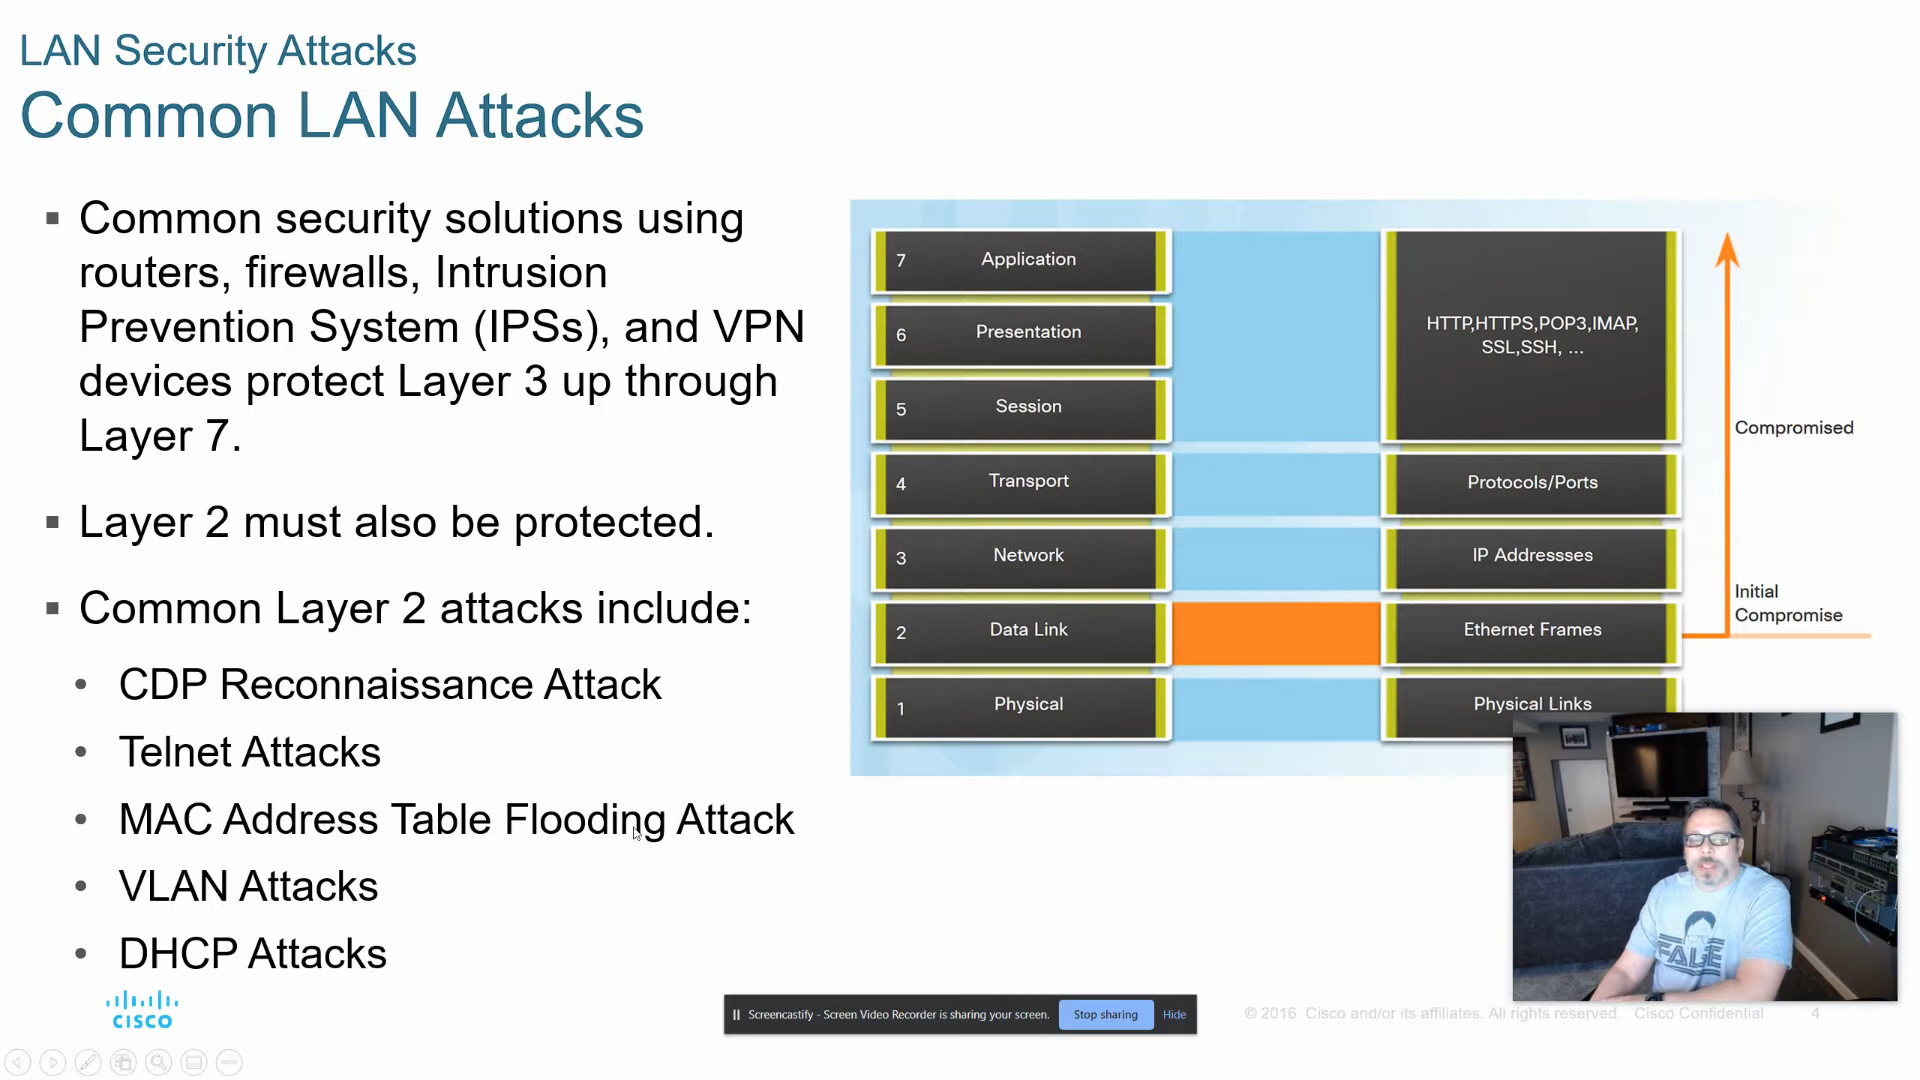 LAN Security Attacks
Common LAN Attacks
Common security solutions using
routers, firewalls, Intrusion
Prevention System (IPSs), and VPN
devices protect Layer 3 up through
Layer 7.
Layer 2 must also be protected.
Common Layer 2 attacks include:
CDP Reconnaissance Attack
Telnet Attacks
MAC Address Table Flooding Attack
VLAN Attacks
DHCP Attacks
7 Application
6 Presentation
5 Session
4 Transport
3 Network
2 Data Link
1 Physical
HTTP,HTTPS,POP3,IMAP,
SSL,SSH, ...
Protocols/Ports
IP Addressses
Ethernet Frames
Physical Links
Compromised
Initial
Compromise
FALE
CISCO
Screencastify - Screen Video Recorder is sharing your screen.
Stop sharing
Hide
© 2016 Cisco and/or its affiliates. All rights reserved. Cisco Confidential
4